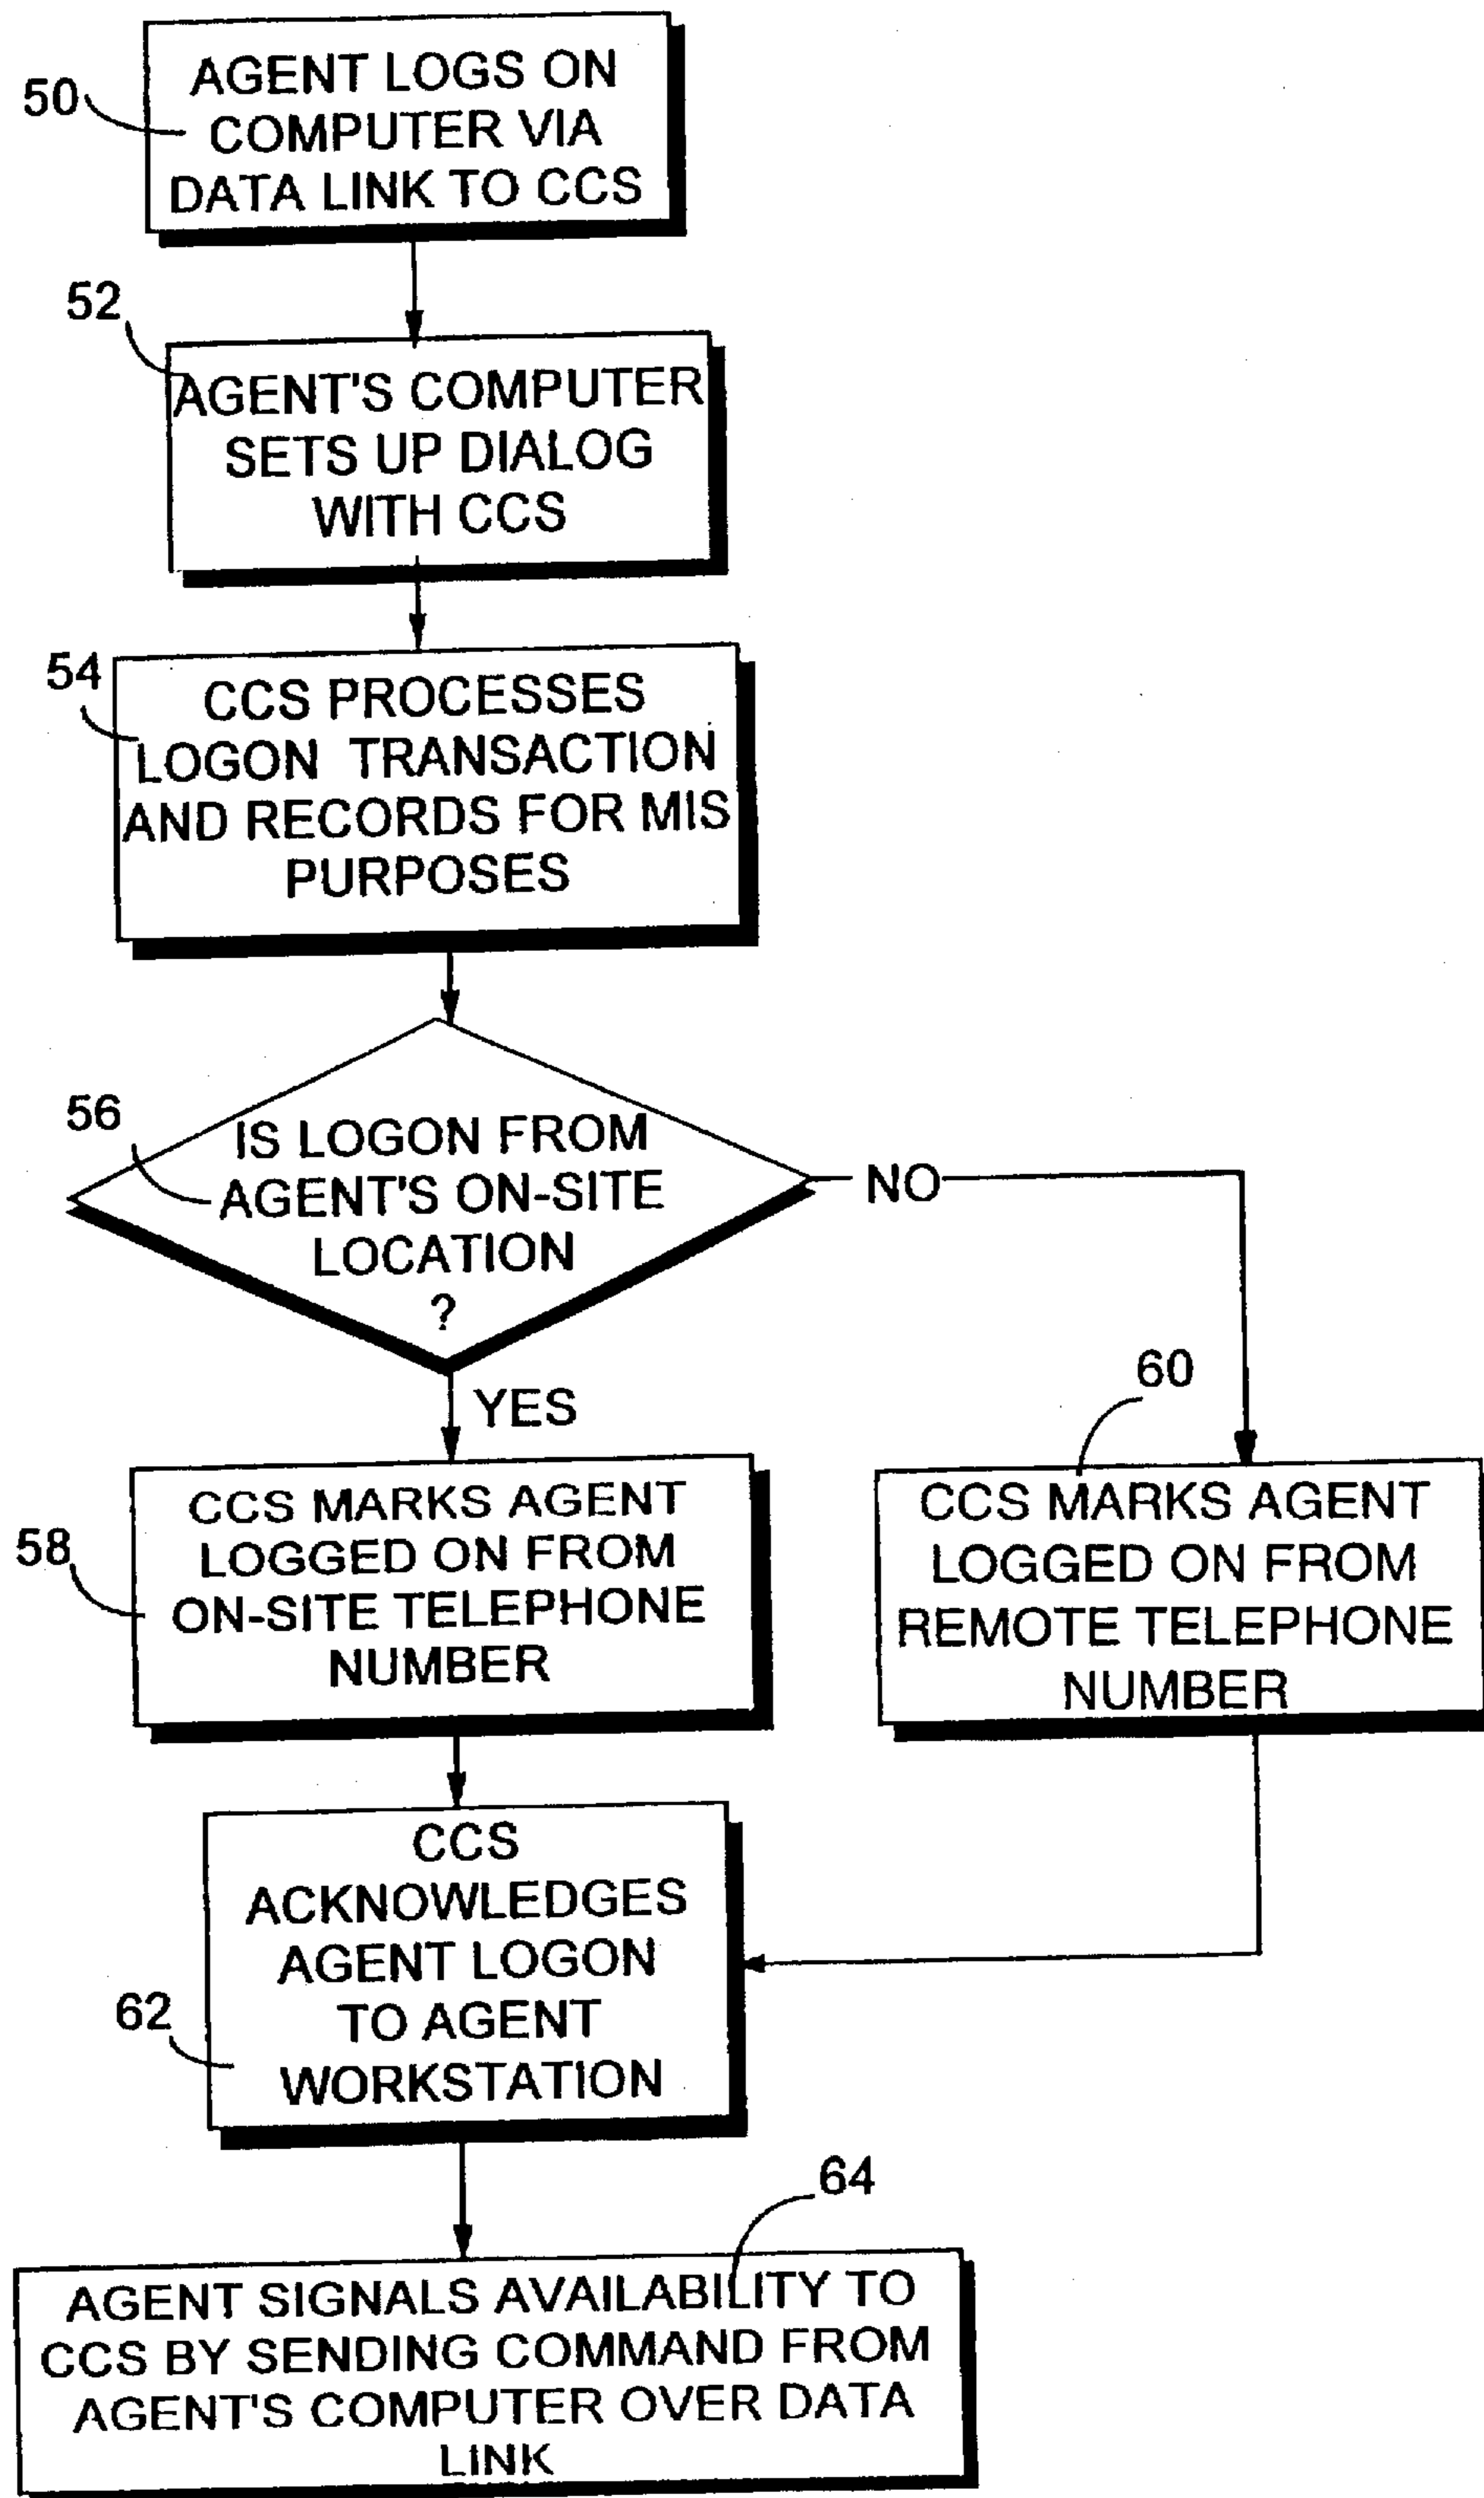 50
AGENT LOGS ON
COMPUTER VIA
DATA LINK TO CCS
52
AGENT'S COMPUTER
SETS UP DIALOG
WITH CCS
54
CCS PROCESSES
LOGON TRANSACTION
AND RECORDS FOR MIS
PURPOSES
56
IS LOGON FROM
AGENT'S ON-SITE
LOCATION
?
NO
YES
58
CCS MARKS AGENT
LOGGED ON FROM
ON-SITE TELEPHONE
NUMBER
60
CCS MARKS AGENT
LOGGED ON FROM
REMOTE TELEPHONE
NUMBER
62
CCS
ACKNOWLEDGES
AGENT LOGON
TO AGENT
WORKSTATION
64
AGENT SIGNALS AVAILABILITY TO
CCS BY SENDING COMMAND FROM
AGENT'S COMPUTER OVER DATA
LINK